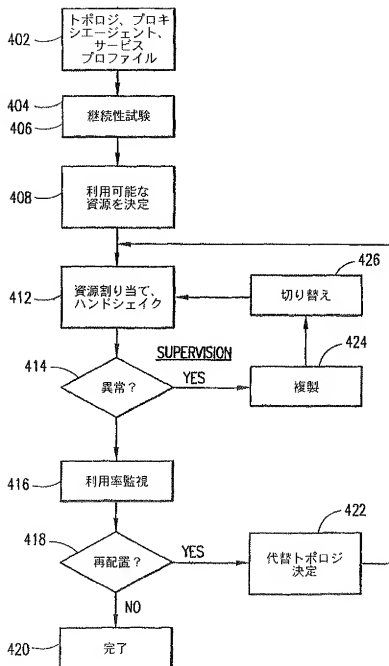 402
トポロジ、プロキ
シエージェント、
サービス
プロファイル
404
406
継続性試験
408
利用可能な
資源を決定
412
資源割り当て、
ハンドシェイク
426
切り替え
SUPERVISION
414
異常?
YES
424
複製
416
利用率監視
418
再配置?
YES
422
代替トポロジ
決定
NO
420
完了